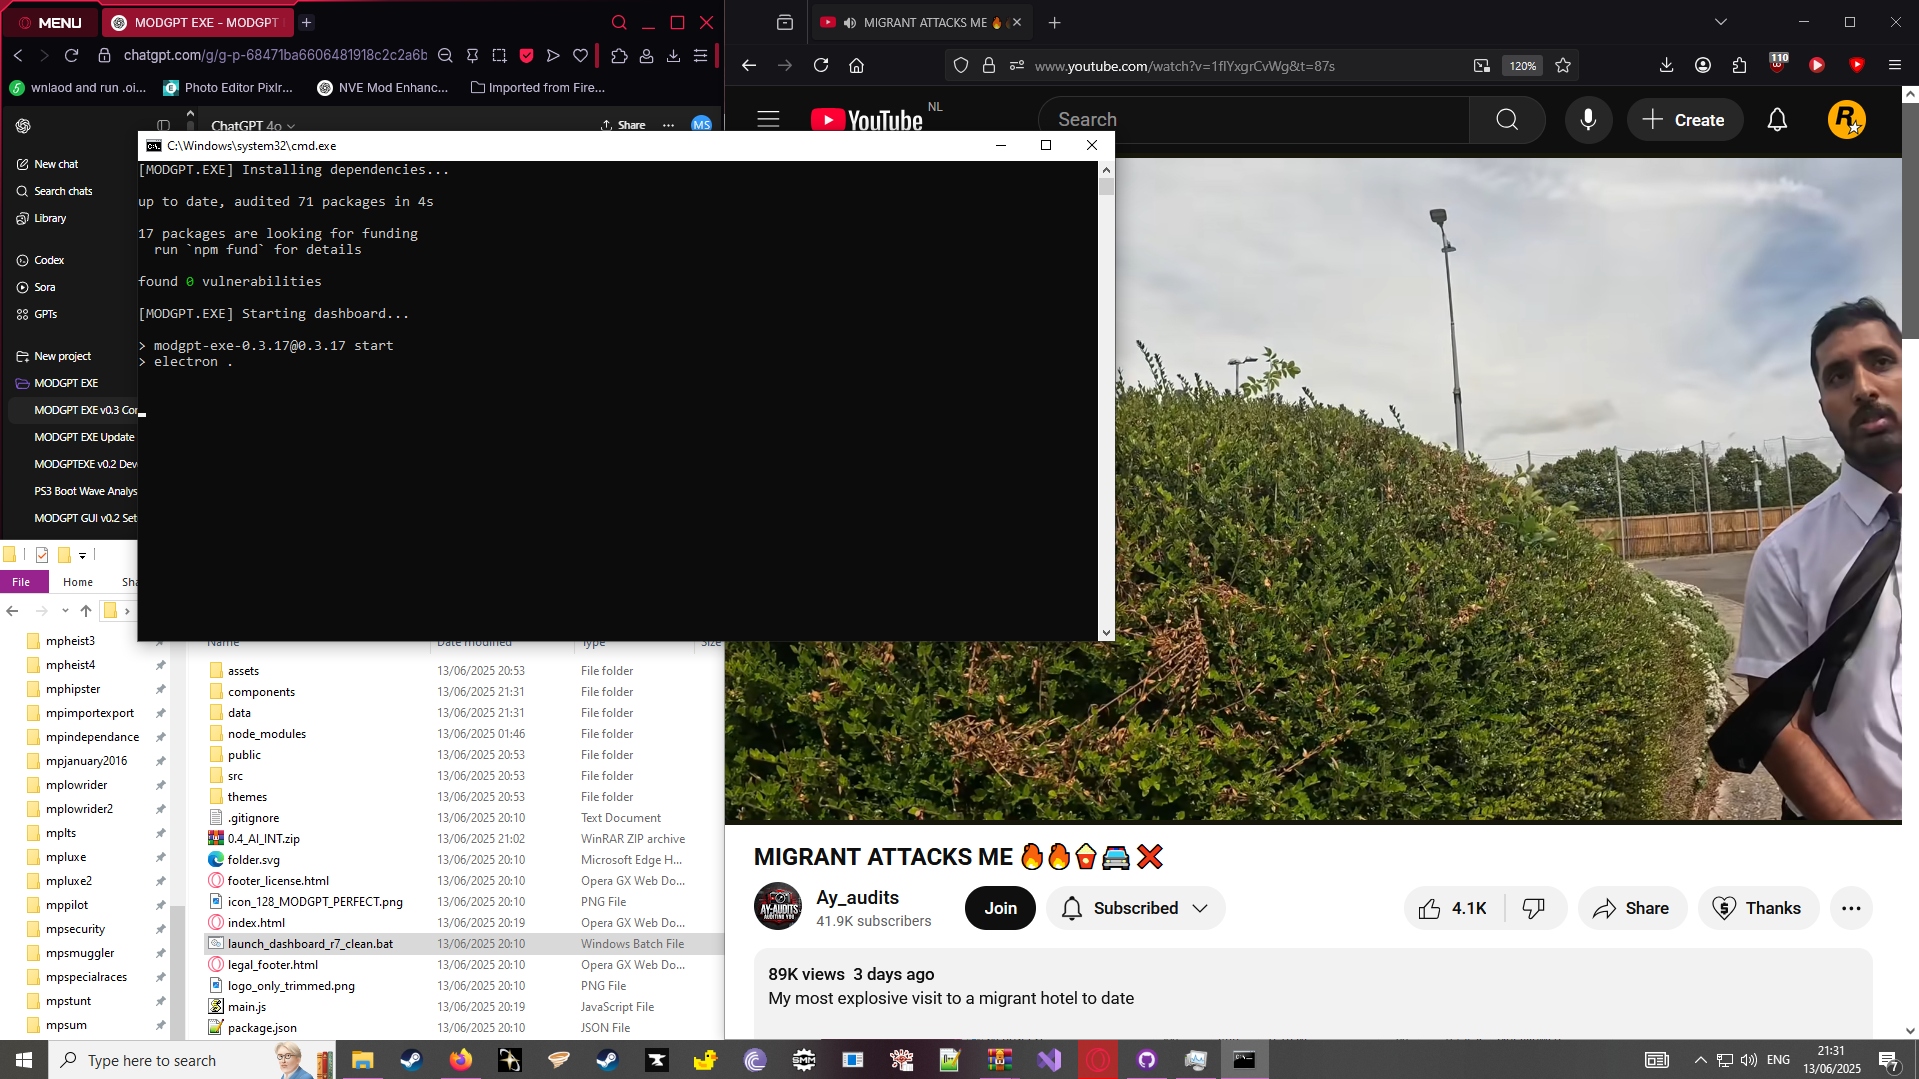 MENU
MODGPT EXE - MODGPT
chatgpt.com/g/g-p-68471ba6606481918c2c2a6b
wnlaod and run .oi...
Photo Editor Pixlr...
NVE Mod Enhanc...
Imported from Fire...
ChatGPT 4o
Share
MS
New chat
Search chats
Library
Codex
Sora
GPTs
New project
MODGPT EXE
MODGPT EXE v0.3 Cor
MODGPT EXE Update
MODGPTEXE v0.2 Dev
PS3 Boot Wave Analys
MODGPT GUI v0.2 Set
C:\Windows\system32\cmd.exe
[MODGPT.EXE] Installing dependencies...
up to date, audited 71 packages in 4s
17 packages are looking for funding
run `npm fund` for details
found 0 vulnerabilities
[MODGPT.EXE] Starting dashboard...
> modgpt-exe-0.3.17@0.3.17 start
> electron .
File
Home
Sha
mpheist3
mpheist4
mphipster
mpimportexport
mpindependance
mpjanuary2016
mplowrider
mplowrider2
mplts
mpluxe
mpluxe2
mppilot
mpsecurity
mpsmuggler
mpspecialraces
mpstunt
mpsum
Name Date modified Type Size
assets 13/06/2025 20:53 File folder
components 13/06/2025 21:31 File folder
data 13/06/2025 21:31 File folder
node_modules 13/06/2025 01:46 File folder
public 13/06/2025 20:53 File folder
src 13/06/2025 20:53 File folder
themes 13/06/2025 20:53 File folder
.gitignore 13/06/2025 20:10 Text Document
0.4_AI_INT.zip 13/06/2025 21:02 WinRAR ZIP archive
folder.svg 13/06/2025 20:10 Microsoft Edge H...
footer_license.html 13/06/2025 20:10 Opera GX Web Do...
icon_128_MODGPT_PERFECT.png 13/06/2025 20:10 PNG File
index.html 13/06/2025 20:19 Opera GX Web Do...
launch_dashboard_r7_clean.bat 13/06/2025 20:10 Windows Batch File
legal_footer.html 13/06/2025 20:10 Opera GX Web Do...
logo_only_trimmed.png 13/06/2025 20:10 PNG File
main.js 13/06/2025 20:19 JavaScript File
package.json 13/06/2025 20:10 JSON File
MIGRANT ATTACKS ME 🔥
www.youtube.com/watch?v=1flYxgrCvWg&t=87s
120%
110
YouTube NL
Search
Create
MIGRANT ATTACKS ME 🔥🔥🍿🚔❌
AY-AUDITS
AUDITING YOU
Ay_audits
41.9K subscribers
Join
Subscribed
4.1K
Share
Thanks
89K views 3 days ago
My most explosive visit to a migrant hotel to date
Type here to search
SMM
ENG
21:31
13/06/2025
7